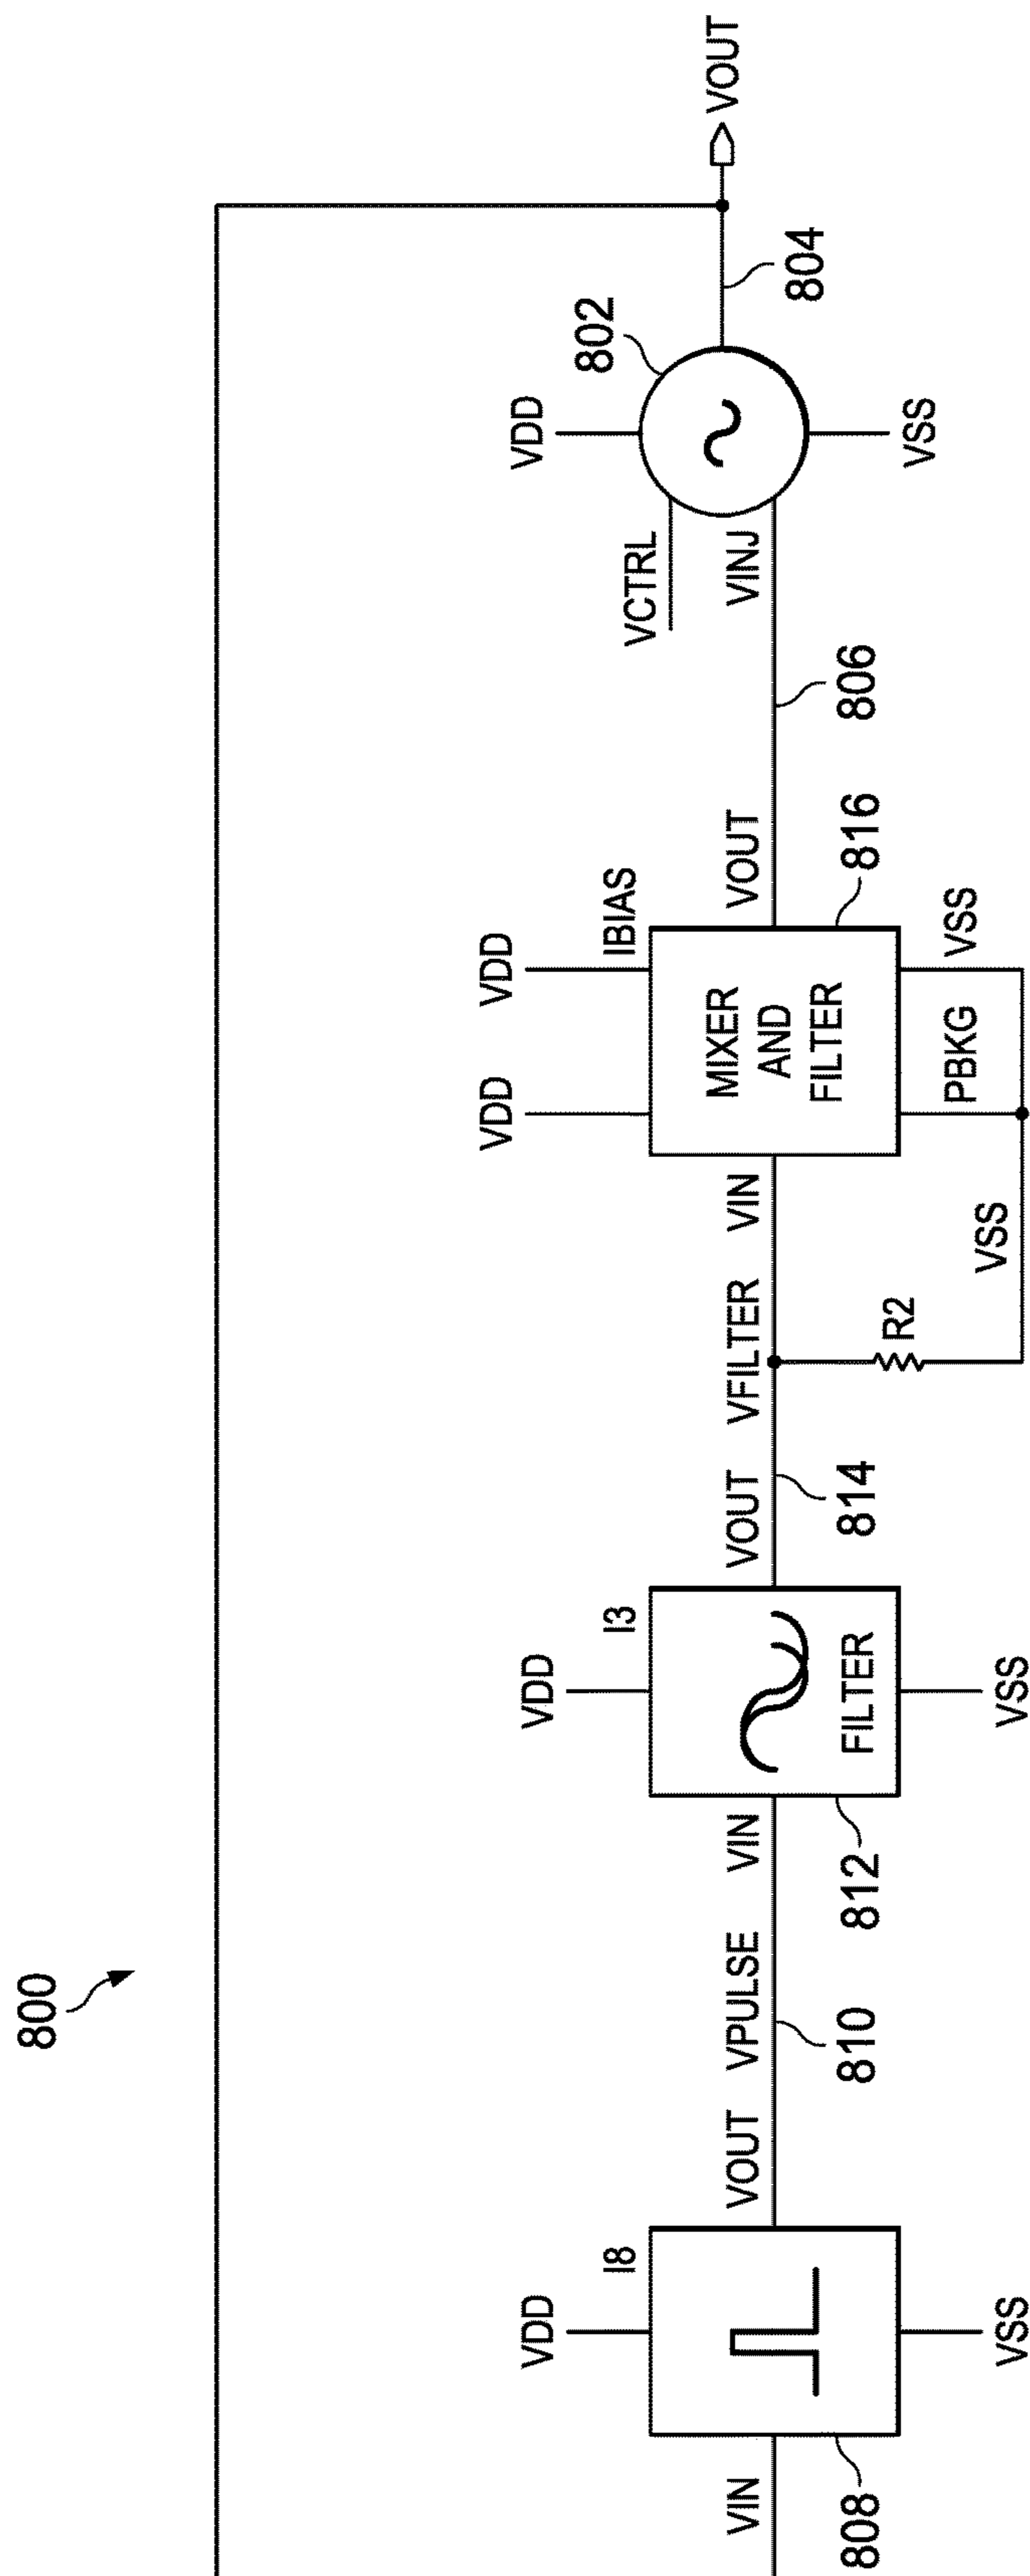 800
VIN
808
VDD
I8
VSS
VOUT
VPULSE
810
VIN
812
VDD
I3
FILTER
VSS
VOUT
814
VFILTER
R2
VSS
VIN
VDD
VDD
IBIAS
MIXER
AND
FILTER
PBKG
VSS
816
VOUT
806
VINJ
VCTRL
VDD
802
VSS
804
VOUT